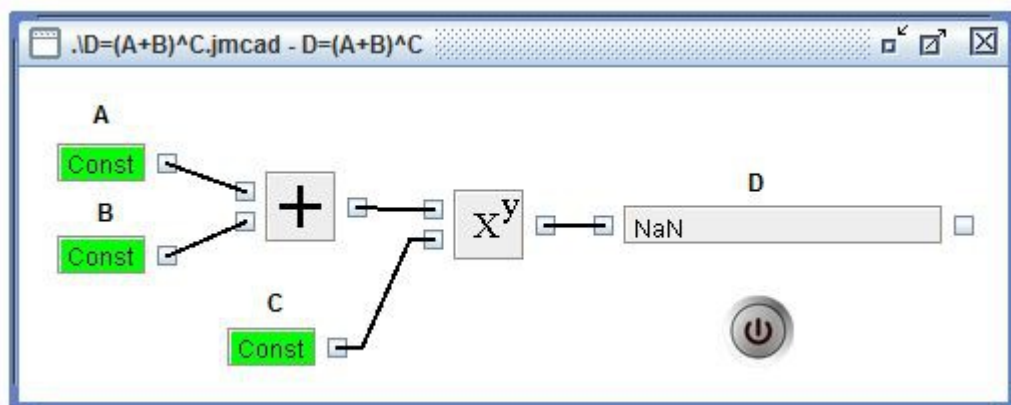 .\D=(A+B)^C.jmcad - D=(A+B)^C
A
Const
B
Const
+
x^y
D
NaN
C
Const